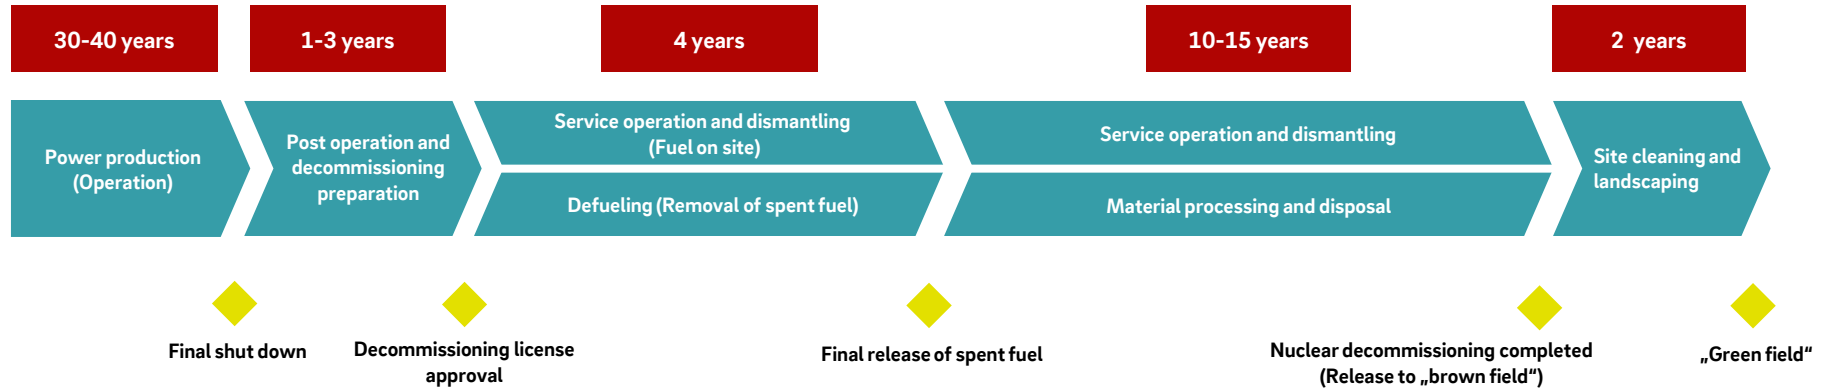 30-40 years
1-3 years
4 years
10-15 years
2 years
Power production
(Operation)
Post operation and
decommissioning
preparation
Service operation and dismantling
(Fuel on site)
Defueling (Removal of spent fuel)
Service operation and dismantling
Material processing and disposal
Site cleaning and
landscaping
Final shut down
Decommissioning license
approval
Final release of spent fuel
Nuclear decommissioning completed
(Release to „brown field“)
„Green field“